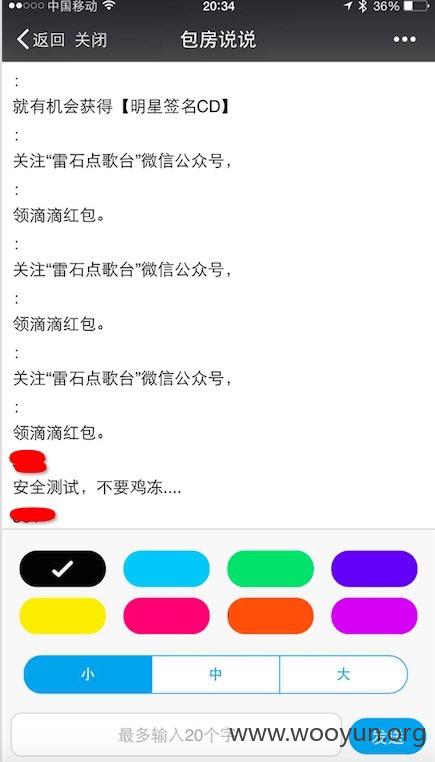 中国移动 20:34 36%
返回 关闭 包房说说
:
就有机会获得【明星签名CD】
:
关注“雷石点歌台”微信公众号,
:
领滴滴红包。
:
关注“雷石点歌台”微信公众号,
:
领滴滴红包。
:
关注“雷石点歌台”微信公众号,
:
领滴滴红包。
安全测试，不要鸡冻....
小 中 大
最多输入20个字 发送
www.wooyun.org